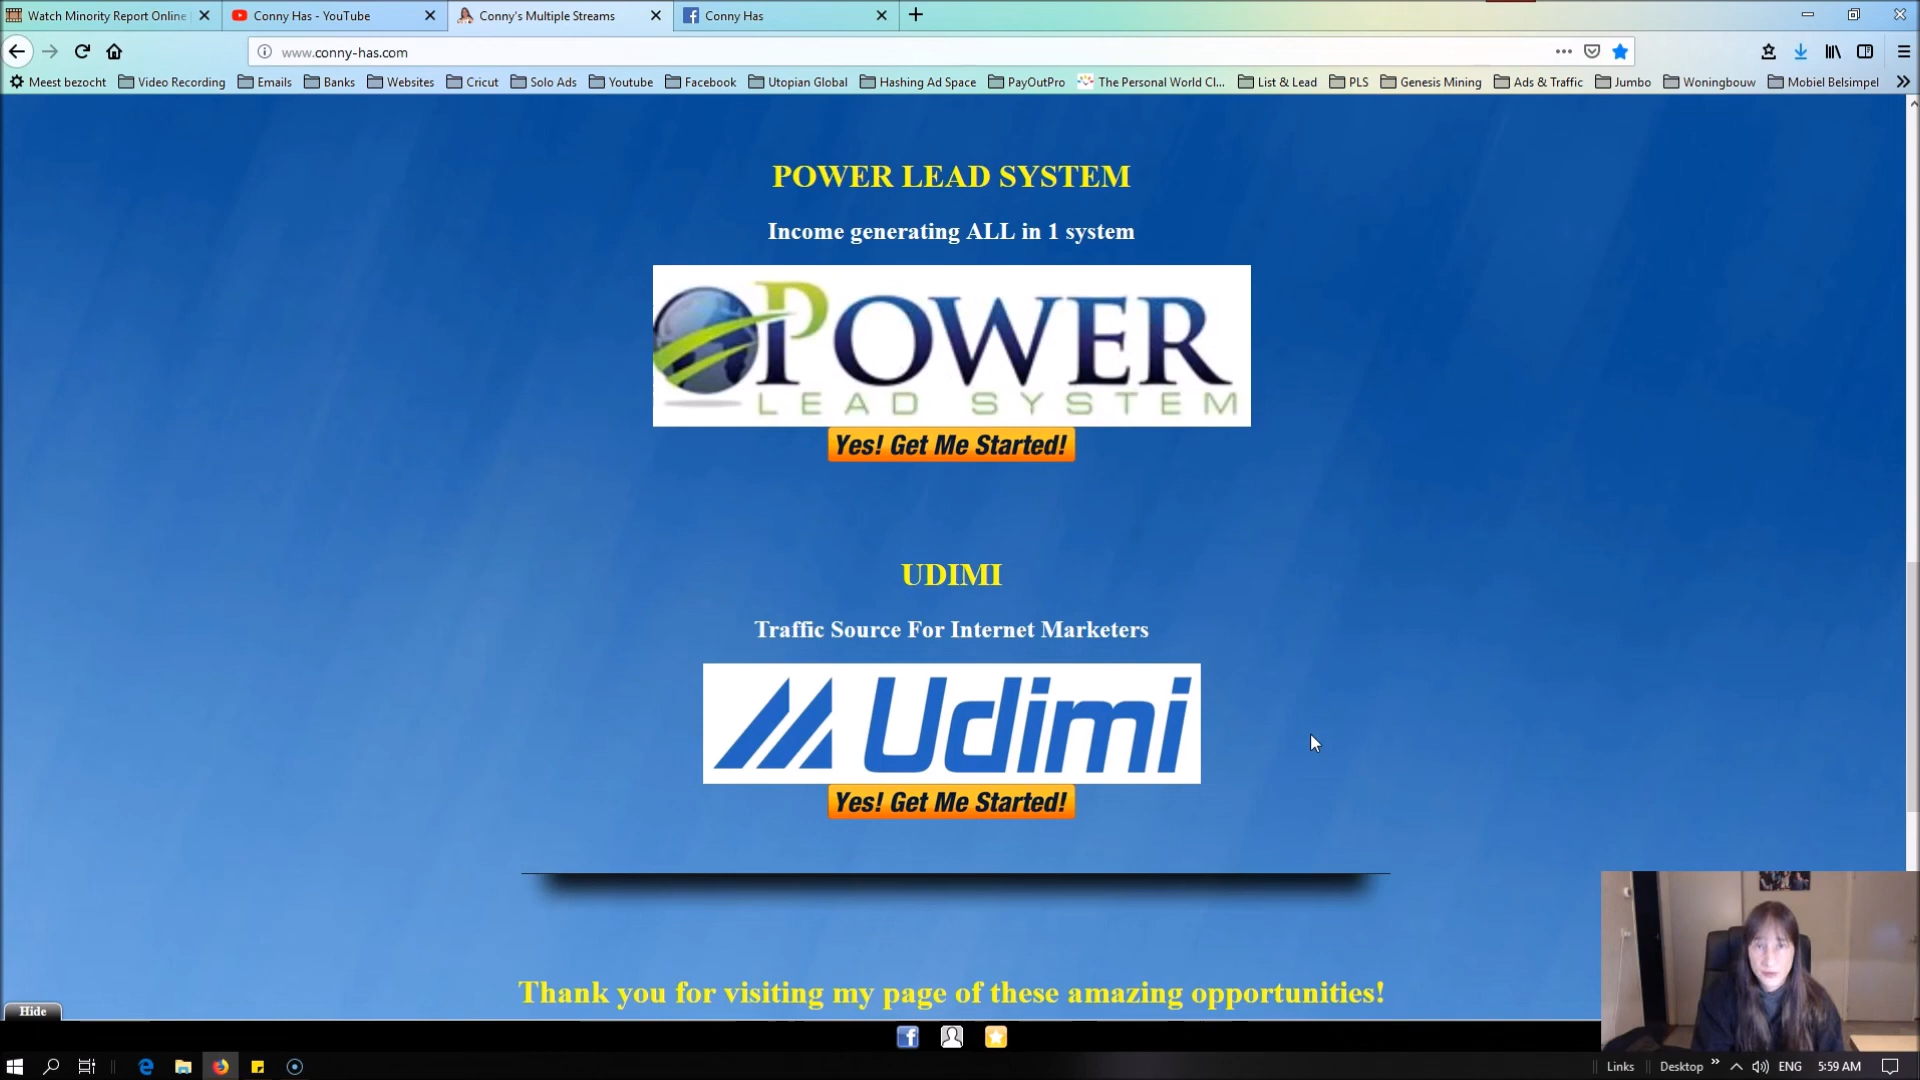 Watch Minority Report Online
Conny Has - YouTube
Conny's Multiple Streams
Conny Has
www.conny-has.com
Meest bezocht
Video Recording
Emails
Banks
Websites
Cricut
Solo Ads
Youtube
Facebook
Utopian Global
Hashing Ad Space
PayOutPro
The Personal World Cl...
List & Lead
PLS
Genesis Mining
Ads & Traffic
Jumbo
Woningbouw
Mobiel Belsimpel
POWER LEAD SYSTEM
Income generating ALL in 1 system
POWER
LEAD SYSTEM
Yes! Get Me Started!
UDIMI
Traffic Source For Internet Marketers
Udimi
Yes! Get Me Started!
Thank you for visiting my page of these amazing opportunities!
Hide
Links
Desktop
ENG
5:59 AM